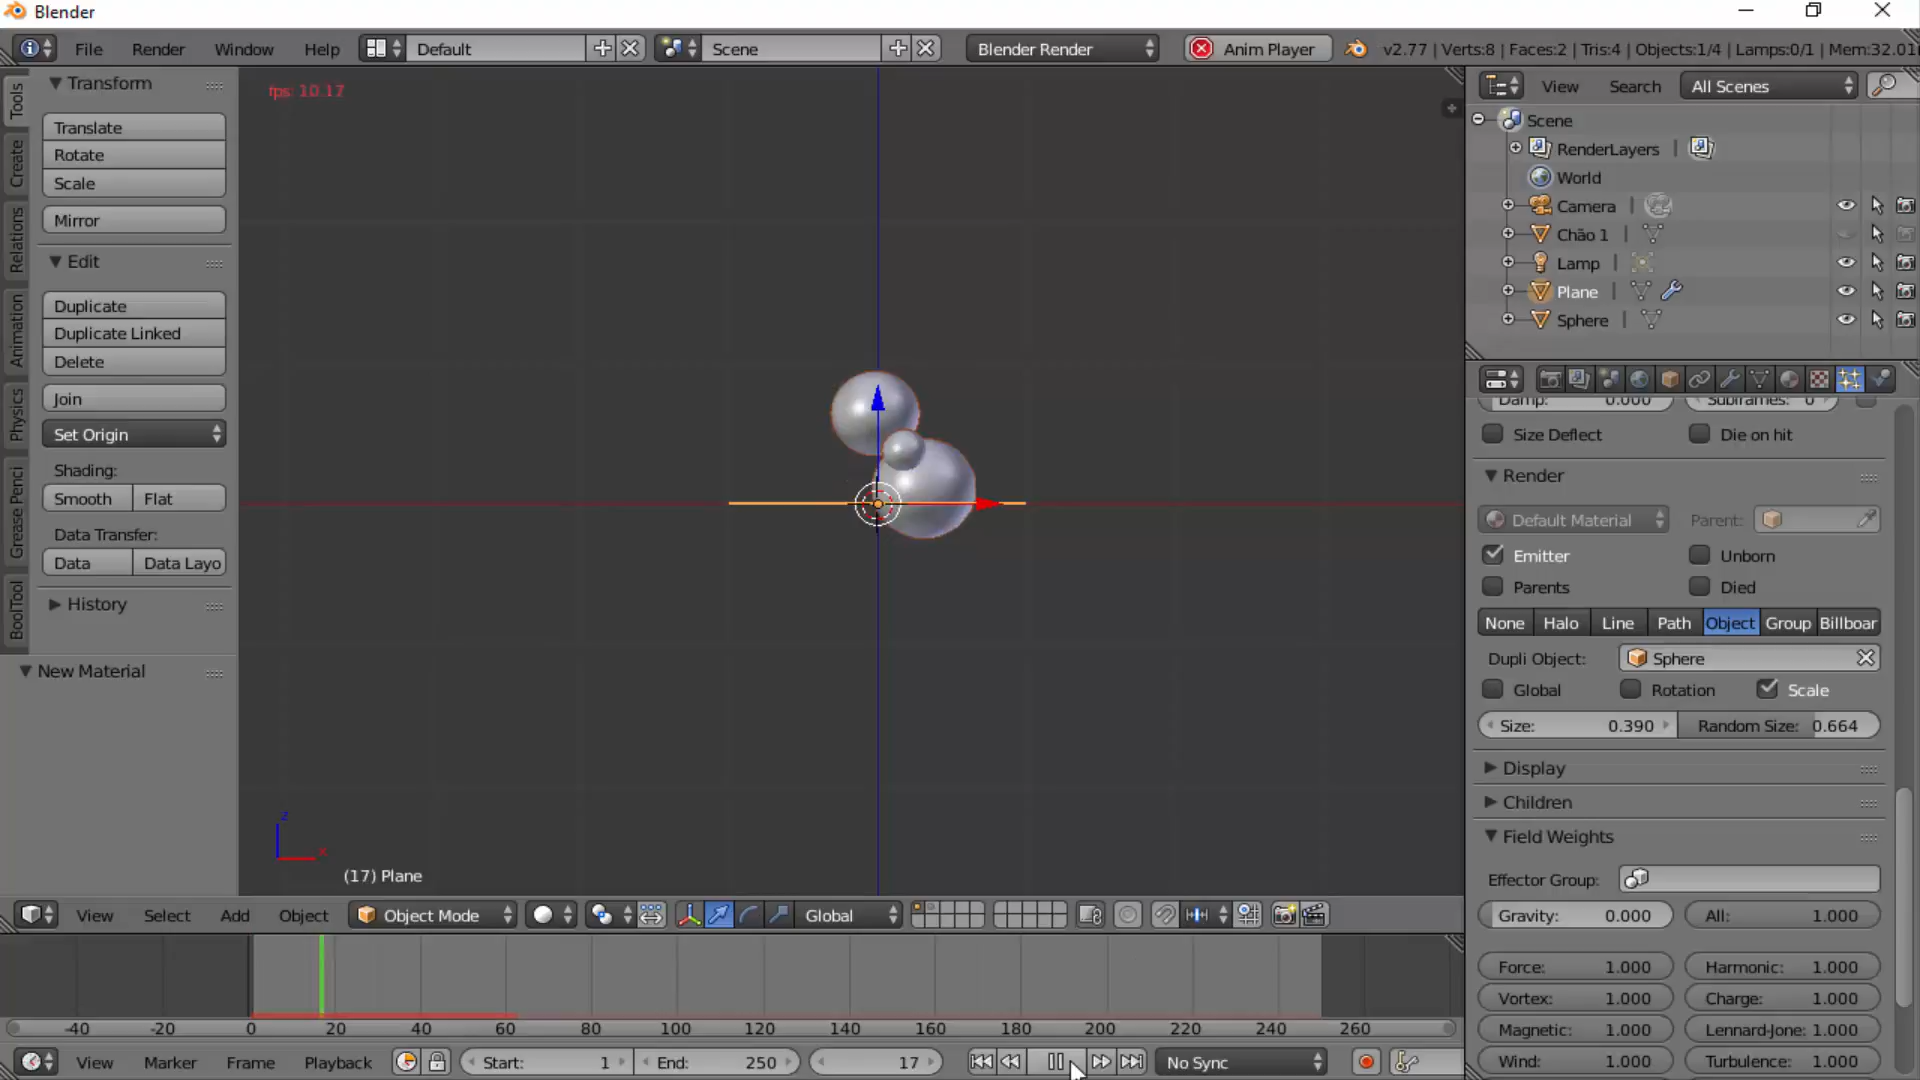 Blender
File Render Window Help Default Scene Blender Render Anim Player v2.77 | Verts:8 | Faces:2 | Tris:4 | Objects:1/4 | Lamps:0/1 | Mem:32.01
Tools
Create
Relations
Animation
Physics
Grease Penci
BoolTool
Transform
Translate
Rotate
Scale
Mirror
Edit
Duplicate
Duplicate Linked
Delete
Join
Set Origin
Shading:
Smooth Flat
Data Transfer:
Data Data Layo
History
New Material
fps: 10.17
z
x
(17) Plane
View Select Add Object Object Mode Global
-40 -20 0 20 40 60 80 100 120 140 160 180 200 220 240 260
View Marker Frame Playback Start: 1 End: 250 17 No Sync
View Search All Scenes
Scene
RenderLayers |
World
Camera |
Chão 1 |
Lamp |
Plane |
Sphere |
Damp: 0.000 Subframes: 0
Size Deflect Die on hit
Render
Default Material Parent:
Emitter Unborn
Parents Died
None Halo Line Path Object Group Billboar
Dupli Object: Sphere
Global Rotation Scale
Size: 0.390 Random Size: 0.664
Display
Children
Field Weights
Effector Group:
Gravity: 0.000 All: 1.000
Force: 1.000 Harmonic: 1.000
Vortex: 1.000 Charge: 1.000
Magnetic: 1.000 Lennard-Jone: 1.000
Wind: 1.000 Turbulence: 1.000